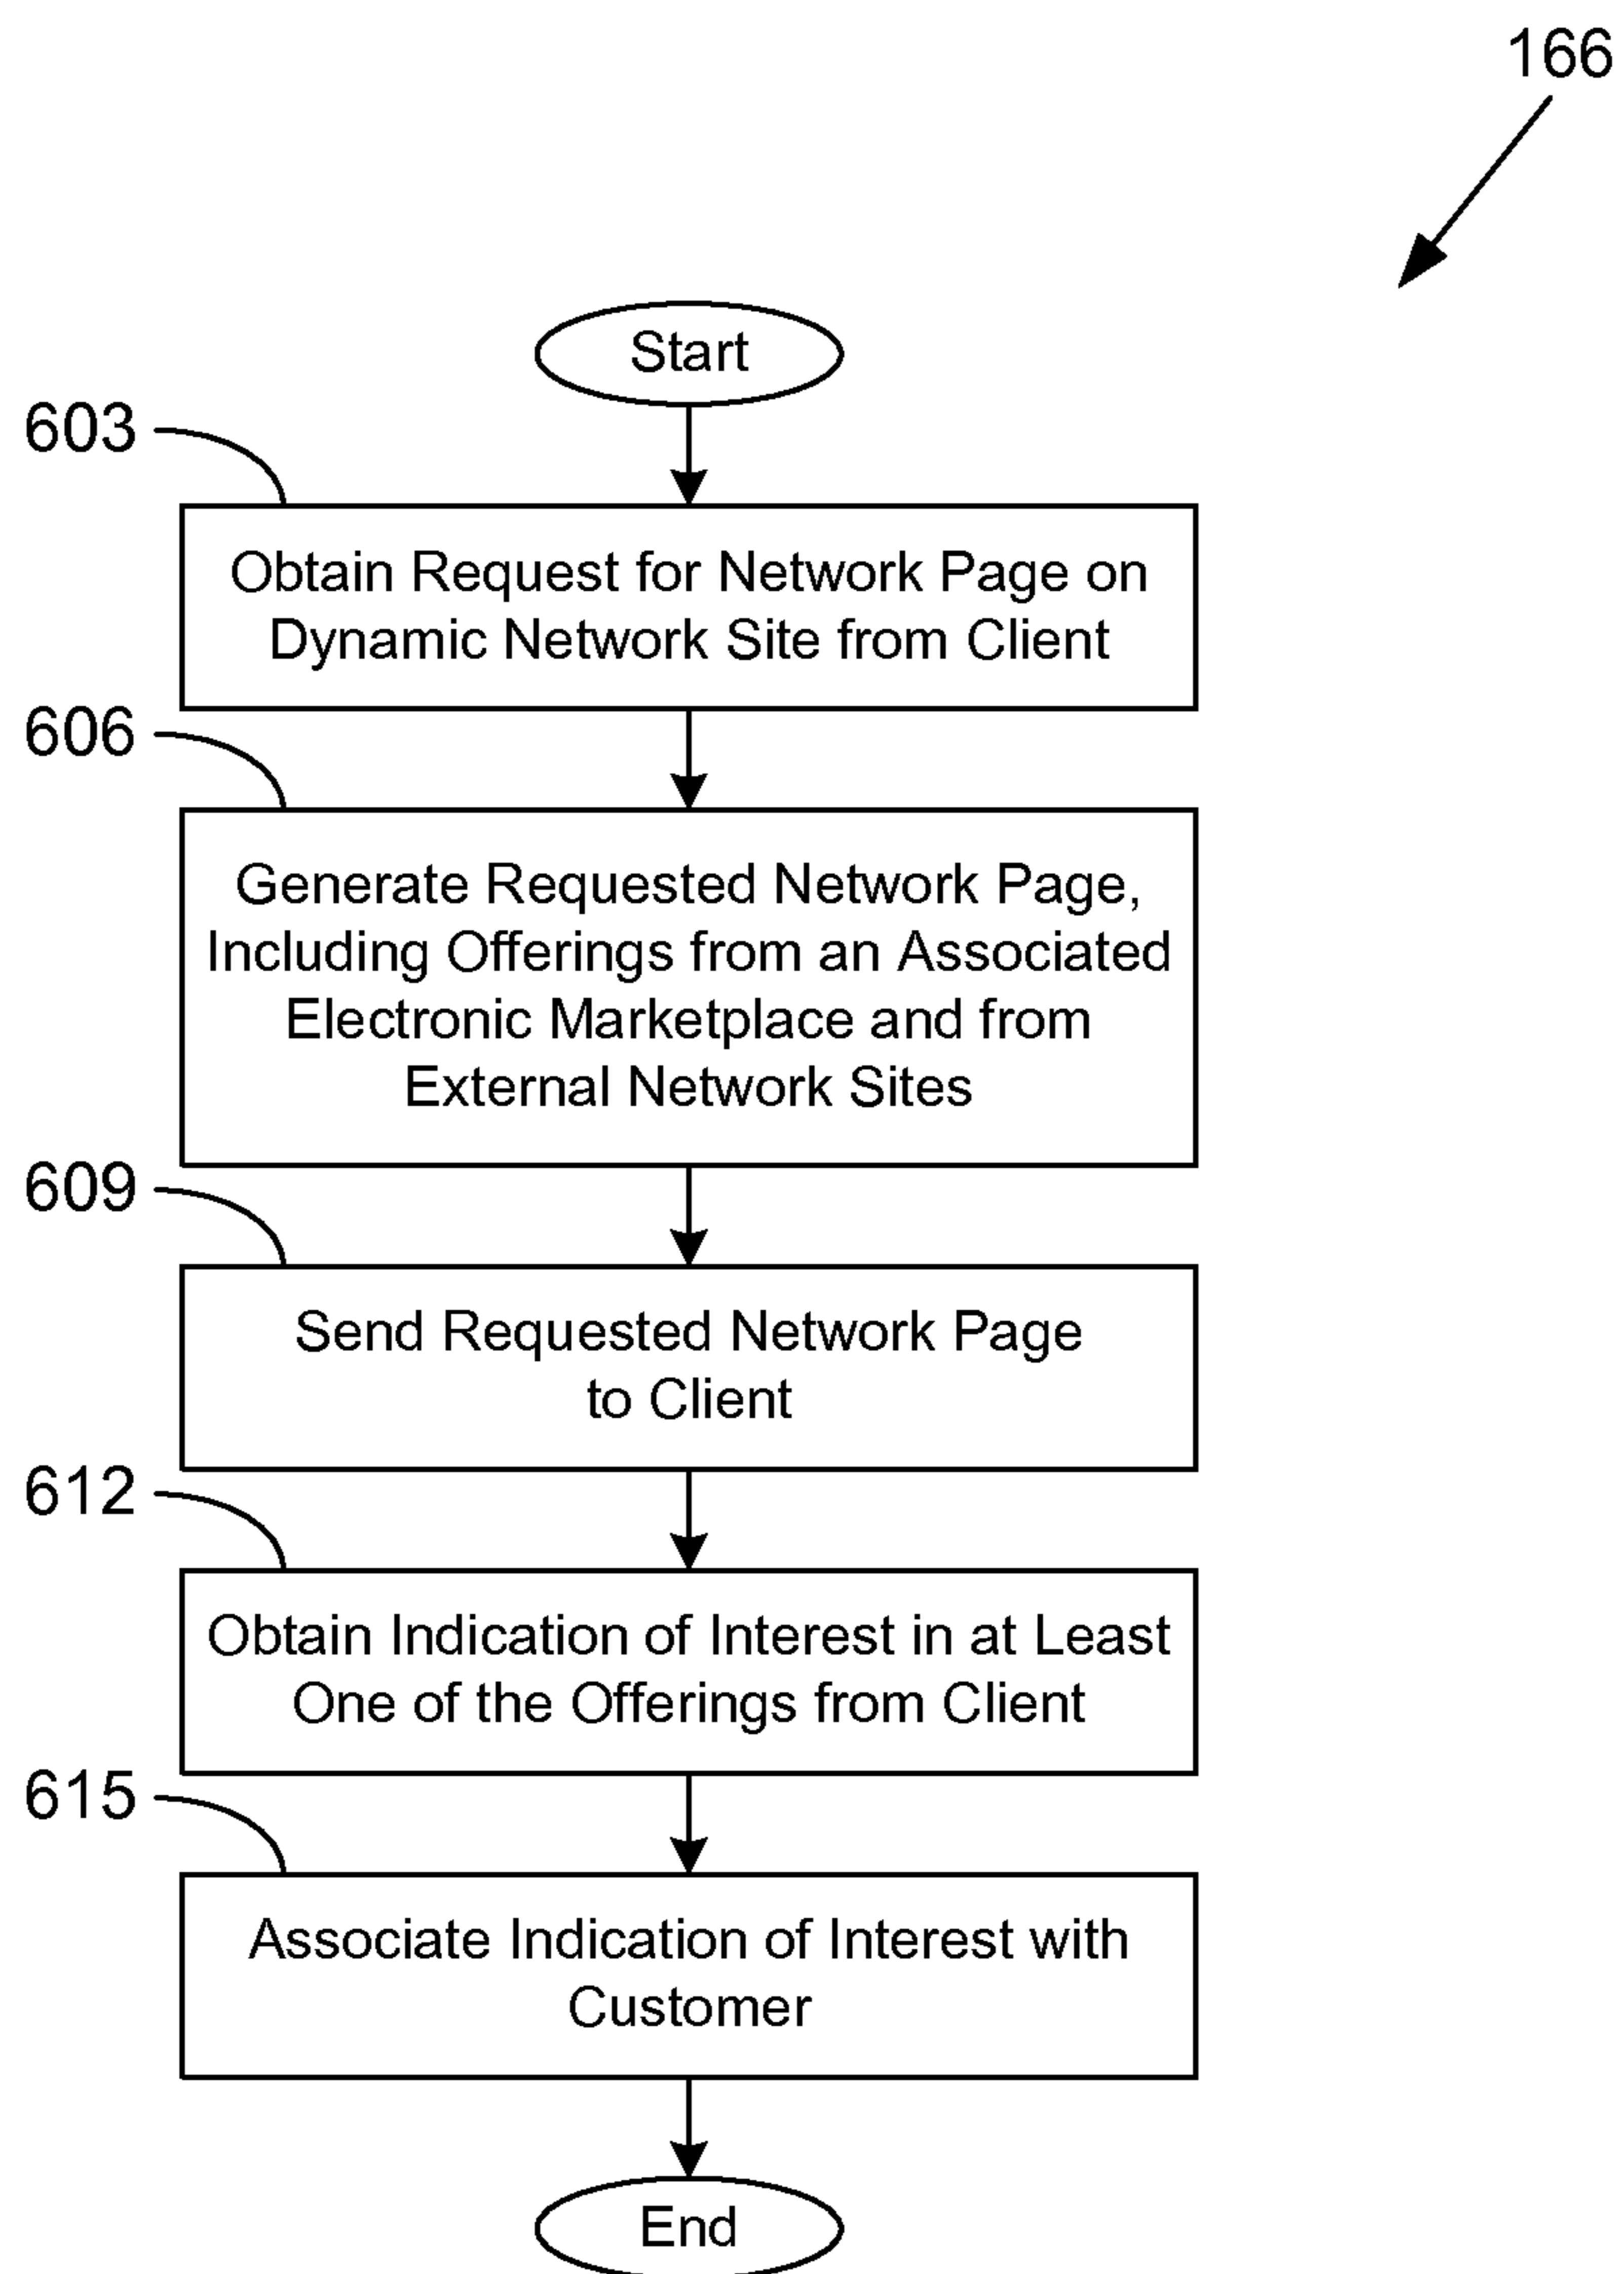 166
Start
603
Obtain Request for Network Page on
Dynamic Network Site from Client
606
Generate Requested Network Page,
Including Offerings from an Associated
Electronic Marketplace and from
External Network Sites
609
Send Requested Network Page
to Client
612
Obtain Indication of Interest in at Least
One of the Offerings from Client
615
Associate Indication of Interest with
Customer
End